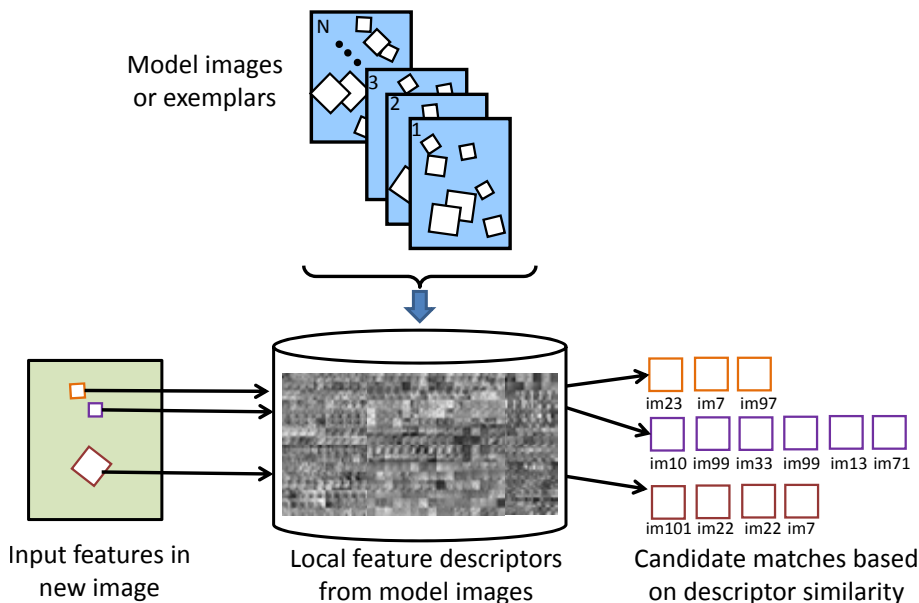 N
Model images
or exemplars
3
2
1
im23 im7 im97
im10 im99 im33 im99 im13 im71
im101 im22 im22 im7
Input features in
new image
Local feature descriptors
from model images
Candidate matches based
on descriptor similarity